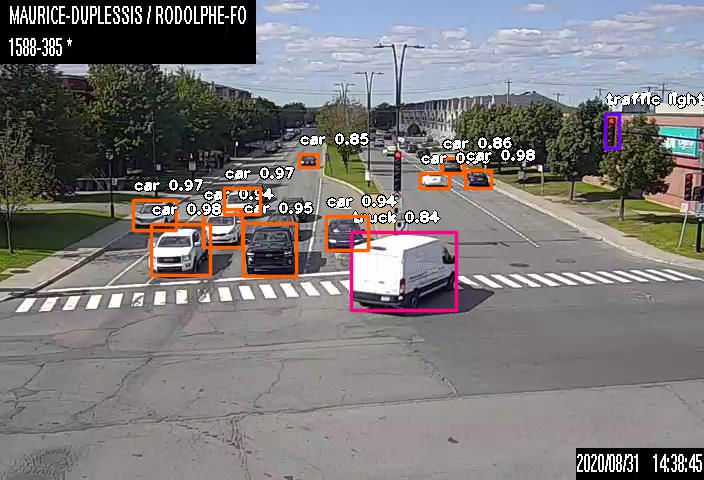 MAURICE-DUPLESSIS / RODOLPHE-FO
1588-385 *
traffic light
car 0.85
car 0.86
car 0.98
car 0.97
car 0.97
car 0.98
car 0.95
car 0.94
truck 0.84
2020/08/31 14:38:45